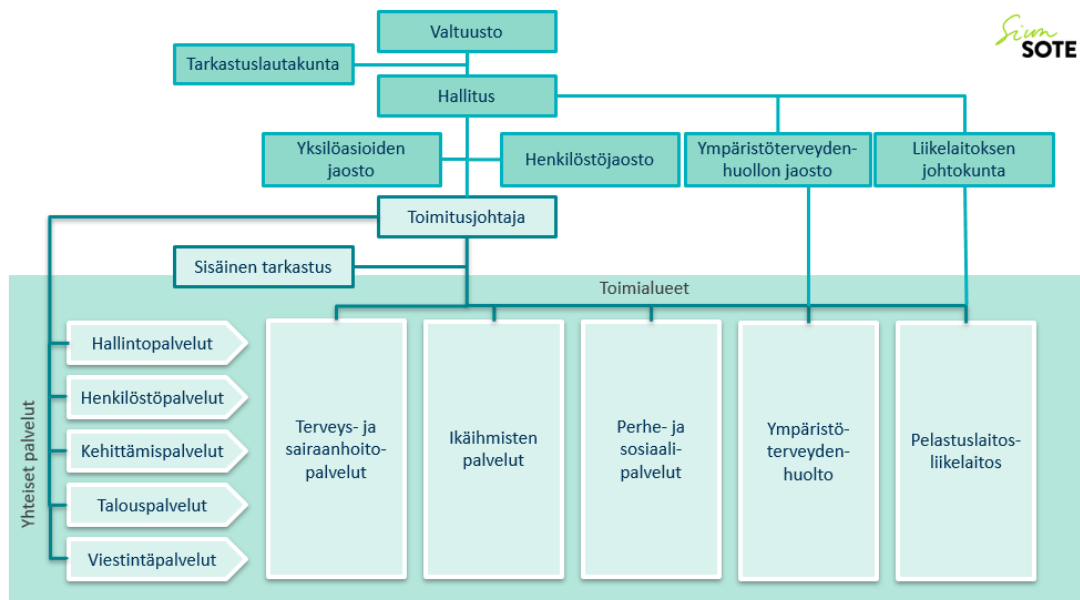 Siun
SOTE
Valtuusto
Tarkastuslautakunta
Hallitus
Yksilöasioiden
jaosto
Henkilöstöjaosto
Ympäristöterveyden-
huollon jaosto
Liikelaitoksen
johtokunta
Toimitusjohtaja
Sisäinen tarkastus
Toimialueet
Yhteiset palvelut
Hallintopalvelut
Henkilöstöpalvelut
Kehittämispalvelut
Talouspalvelut
Viestintäpalvelut
Terveys- ja
sairaanhoito-
palvelut
Ikäihmisten
palvelut
Perhe- ja
sosiaali-
palvelut
Ympäristö-
terveyden-
huolto
Pelastuslaitos-
liikelaitos